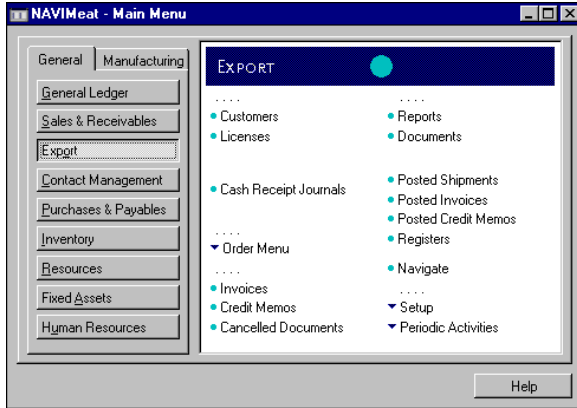 NAVIMeat - Main Menu
General
Manufacturing
General Ledger
Sales & Receivables
Export
Contact Management
Purchases & Payables
Inventory
Resources
Fixed Assets
Human Resources
EXPORT
. . . .
Customers
Licenses
Cash Receipt Journals
. . . .
Order Menu
. . . .
Invoices
Credit Memos
Cancelled Documents
. . . .
Reports
Documents
Posted Shipments
Posted Invoices
Posted Credit Memos
Registers
Navigate
. . . .
Setup
Periodic Activities
Help